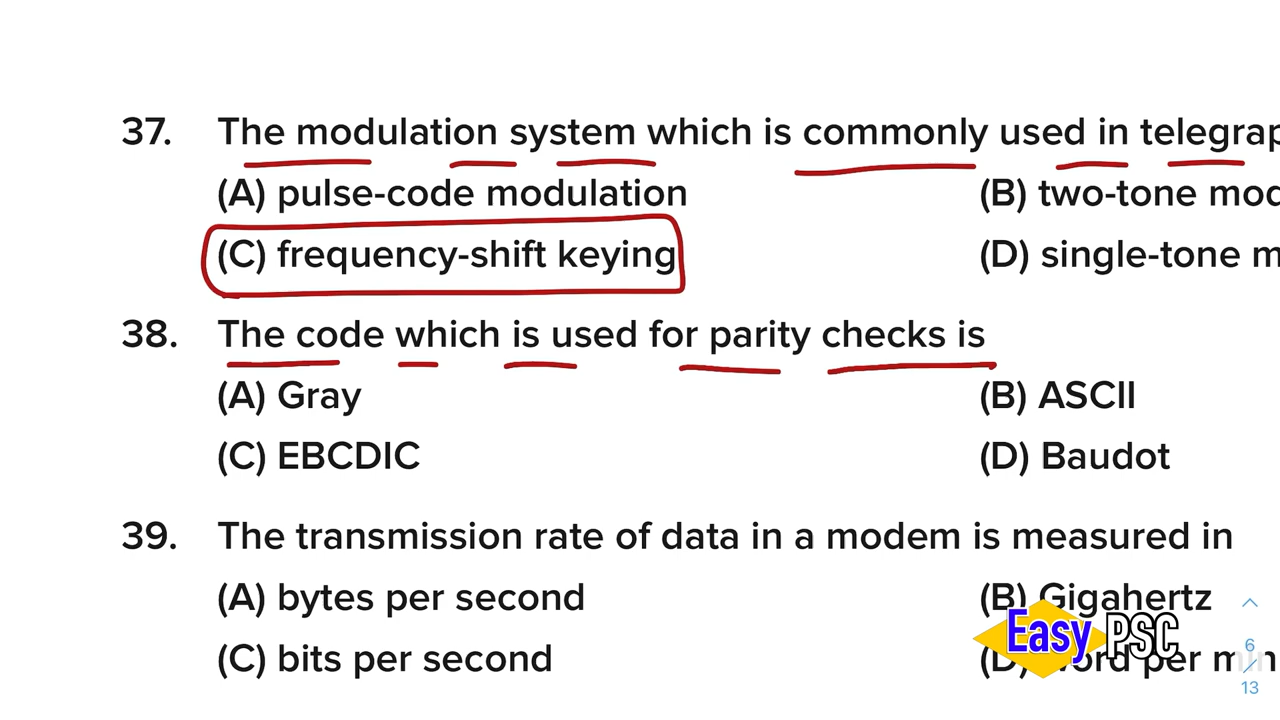 37. The modulation system which is commonly used in
(A) pulse-code modulation (B) two-tone
(C) frequency-shift keying (D) single-tone
38. The code which is used for parity checks is
(A) Gray (B) ASCII
(C) EBCDIC (D) Baudot
39. The transmission rate of data in a modem is measured in
(A) bytes per second (B) Gigahertz
(C) bits per second (D) per
Easy PSC
6
13